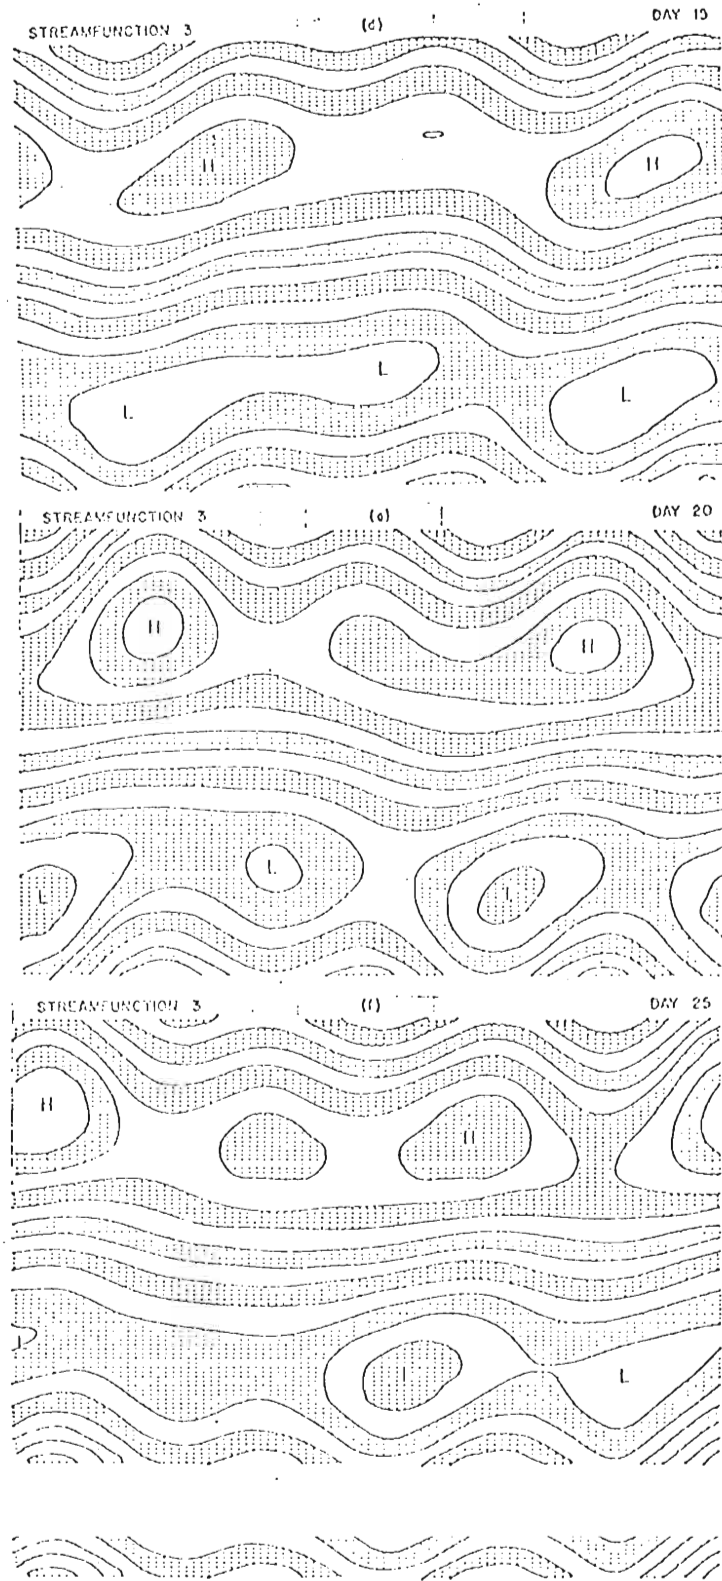 STREAMFUNCTION 3 (d) DAY 15
H H
L
L L
STREAMFUNCTION 3 (e) DAY 20
H
H
L
L L
STREAMFUNCTION 3 (f) DAY 25
H
H
L L